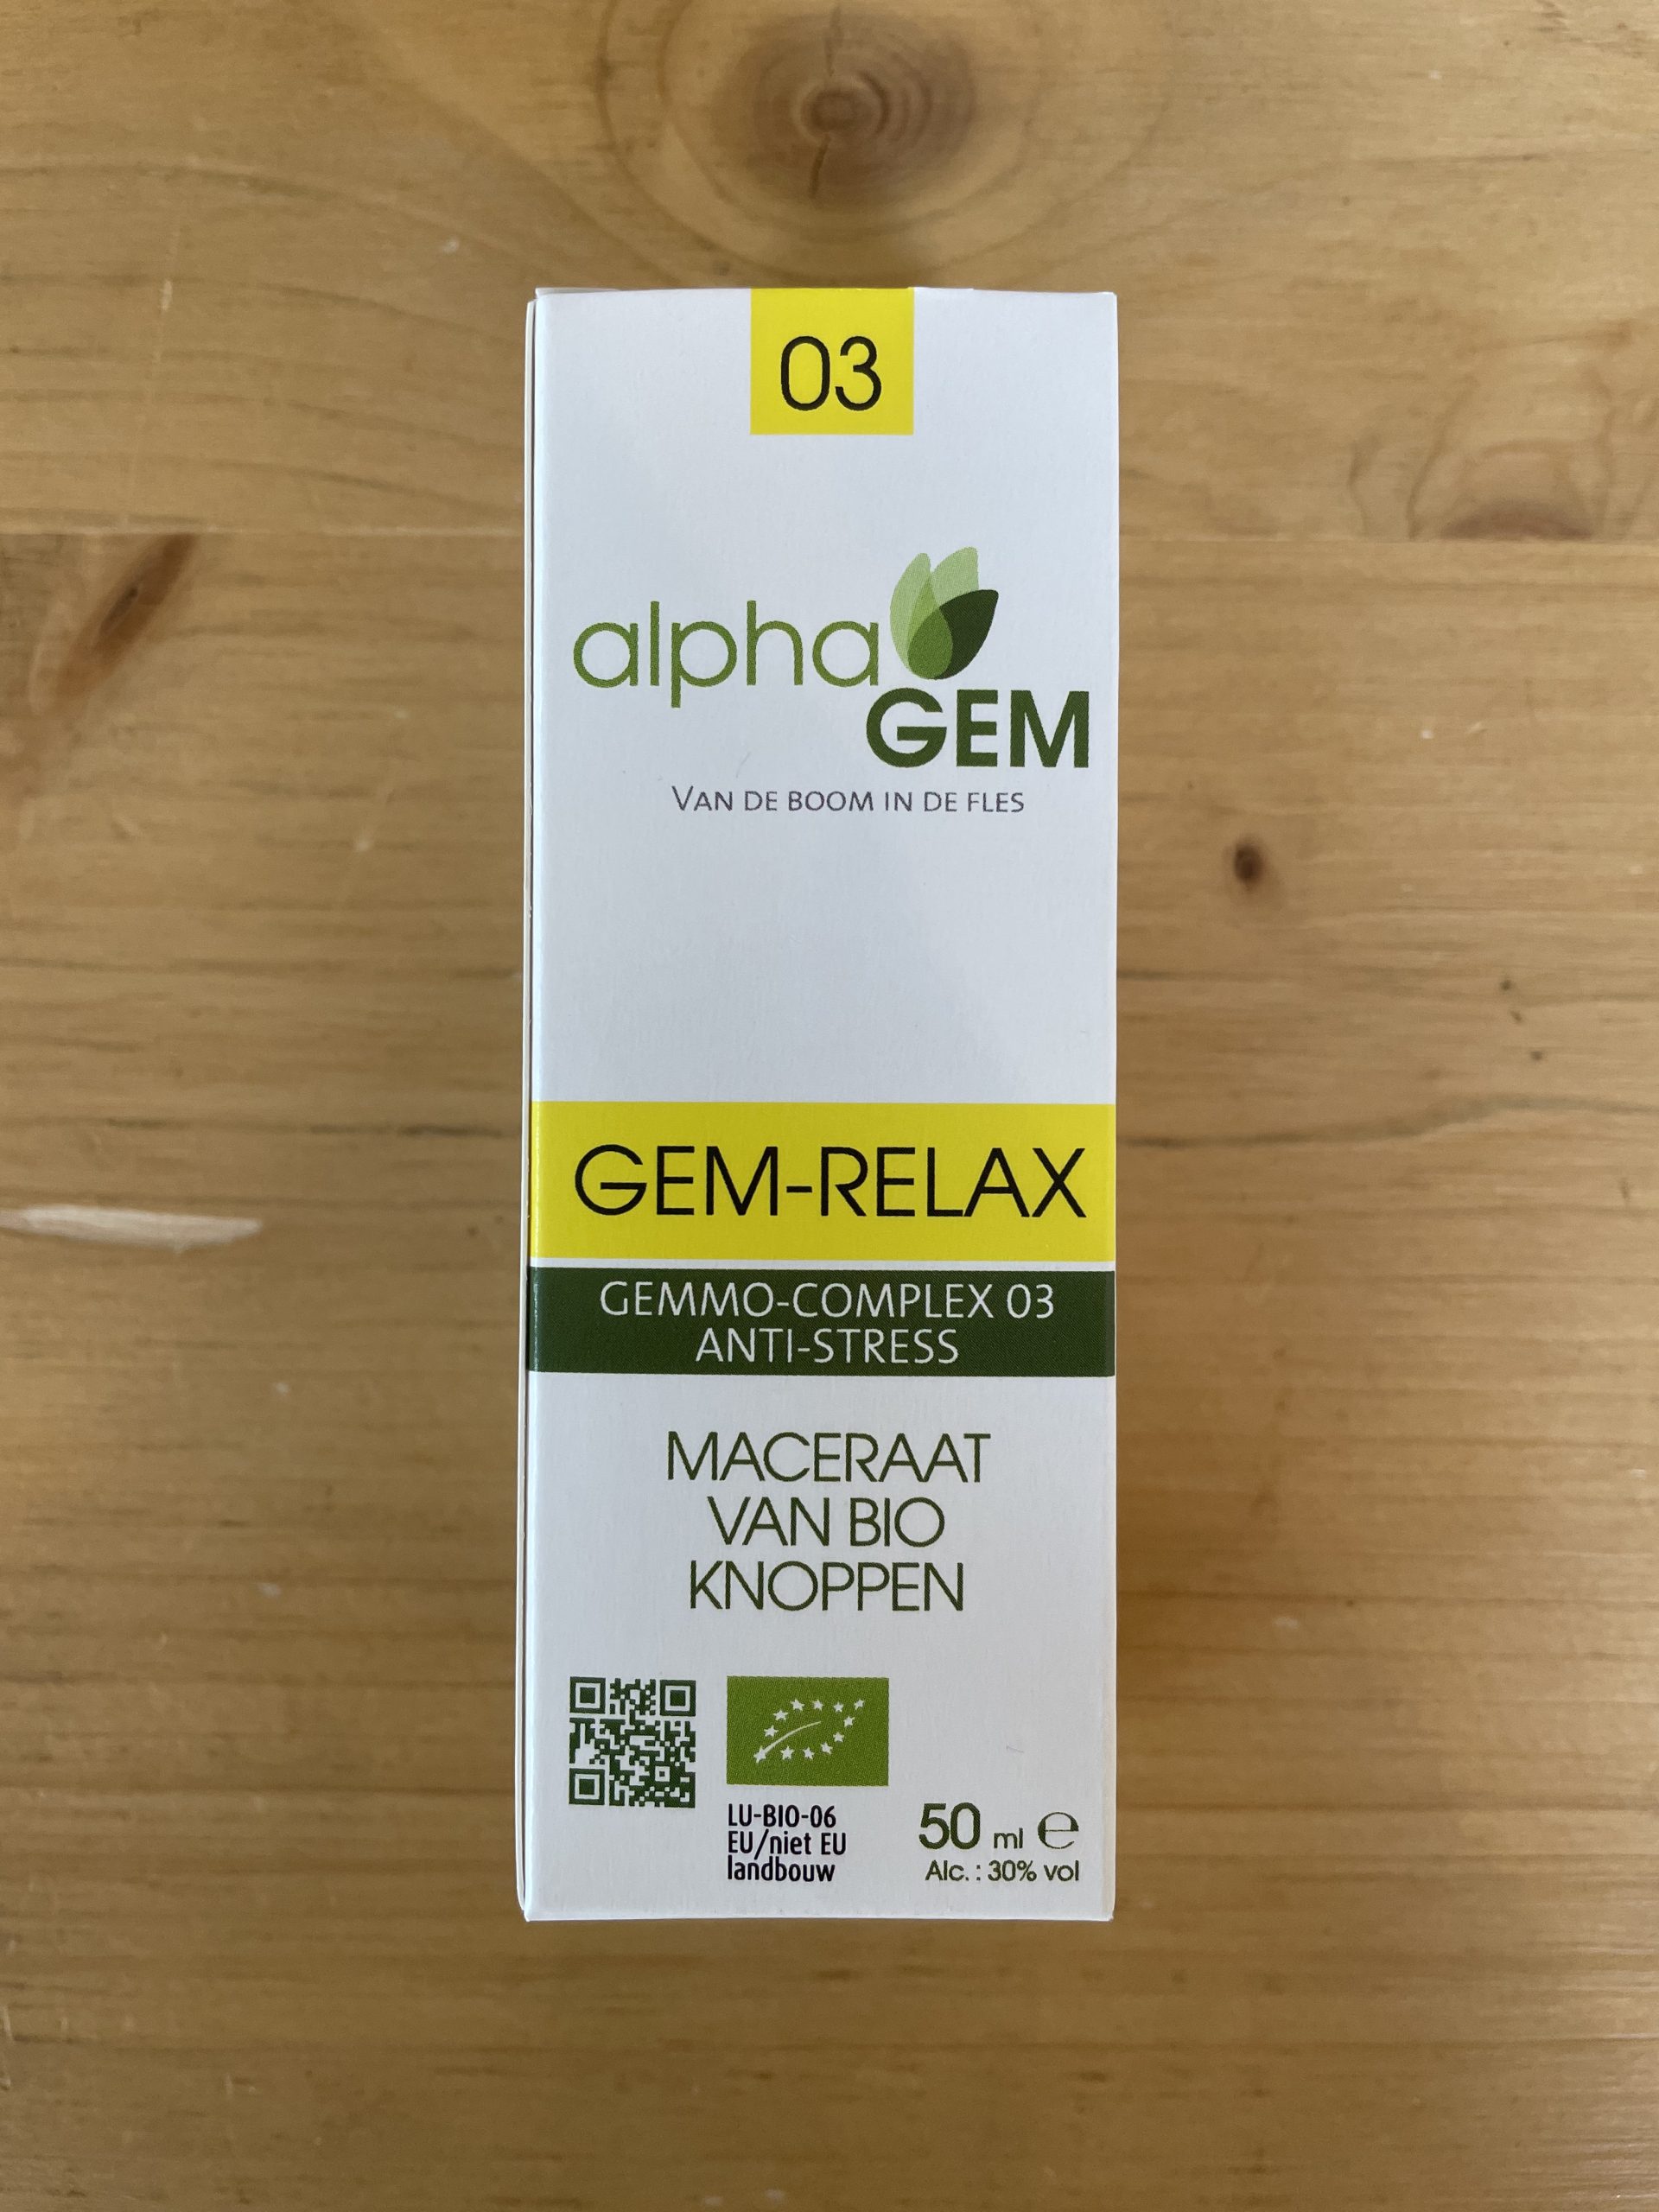 03
alpha
GEM
VAN DE BOOM IN DE FLES
GEM-RELAX
GEMMO-COMPLEX 03
ANTI-STRESS
MACERAAT
VAN BIO
KNOPPEN
LU-BIO-06
EU/niet EU
landbouw
50 ml e
Alc. : 30% vol